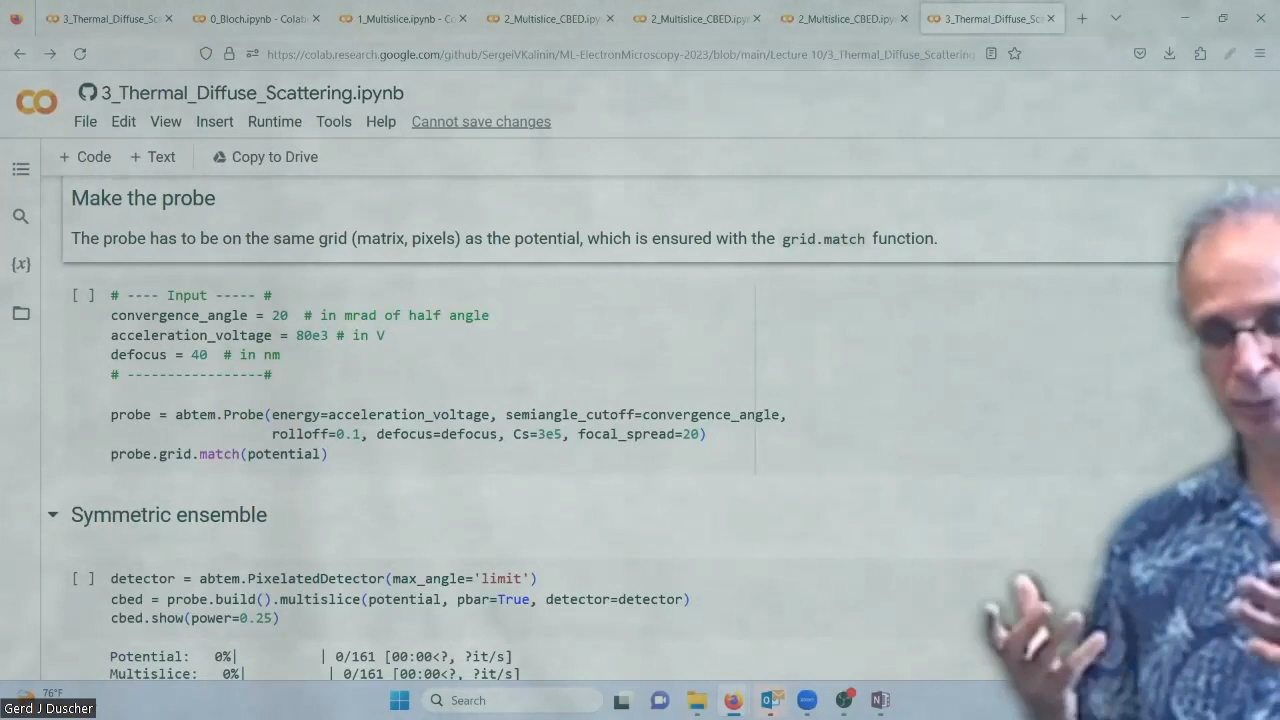 3_Thermal_Diffuse_Sca
0_Bloch.ipynb - Colab
1_Multislice.ipynb - Co
2_Multislice_CBED.ipy
2_Multislice_CBED.ipyn
2_Multislice_CBED.ipyn
3_Thermal_Diffuse_Sc
https://colab.research.google.com/github/SergeiVKalinin/ML-ElectronMicroscopy-2023/blob/main/Lecture 10/3_Thermal_Diffuse_Scattering
3_Thermal_Diffuse_Scattering.ipynb
File Edit View Insert Runtime Tools Help Cannot save changes
+ Code + Text Copy to Drive
Make the probe
The probe has to be on the same grid (matrix, pixels) as the potential, which is ensured with the grid.match function.
{x}
[ ] # ---- Input ----- #
convergence_angle = 20 # in mrad of half angle
acceleration_voltage = 80e3 # in V
defocus = 40 # in nm
# -----------------#
probe = abtem.Probe(energy=acceleration_voltage, semiangle_cutoff=convergence_angle,
rolloff=0.1, defocus=defocus, Cs=3e5, focal_spread=20)
probe.grid.match(potential)
Symmetric ensemble
[ ] detector = abtem.PixelatedDetector(max_angle='limit')
cbed = probe.build().multislice(potential, pbar=True, detector=detector)
cbed.show(power=0.25)
Potential: 0%| | 0/161 [00:00<?, ?it/s]
Multislice: 0%| | 0/161 [00:00<?, ?it/s]
76°F
Search
Gerd J Duscher